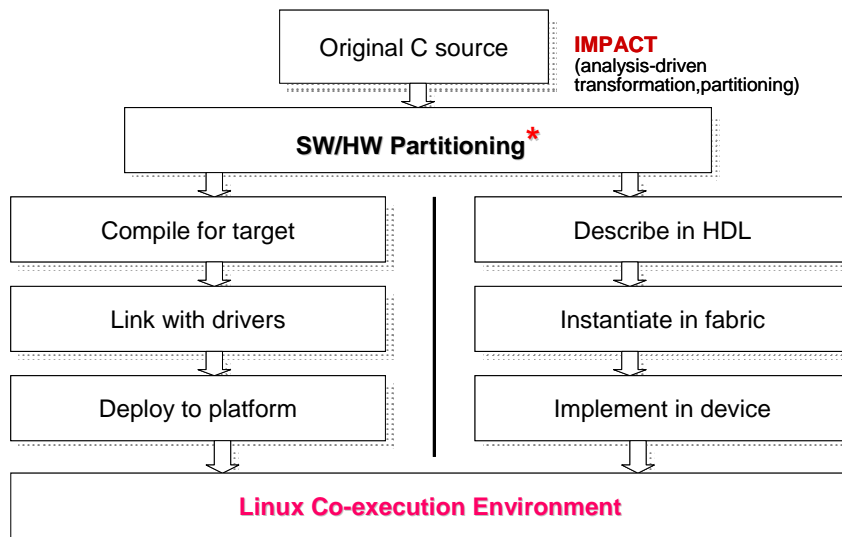 Original C source
IMPACT
(analysis-driven
transformation,partitioning)
SW/HW Partitioning*
Compile for target
Describe in HDL
Link with drivers
Instantiate in fabric
Deploy to platform
Implement in device
Linux Co-execution Environment